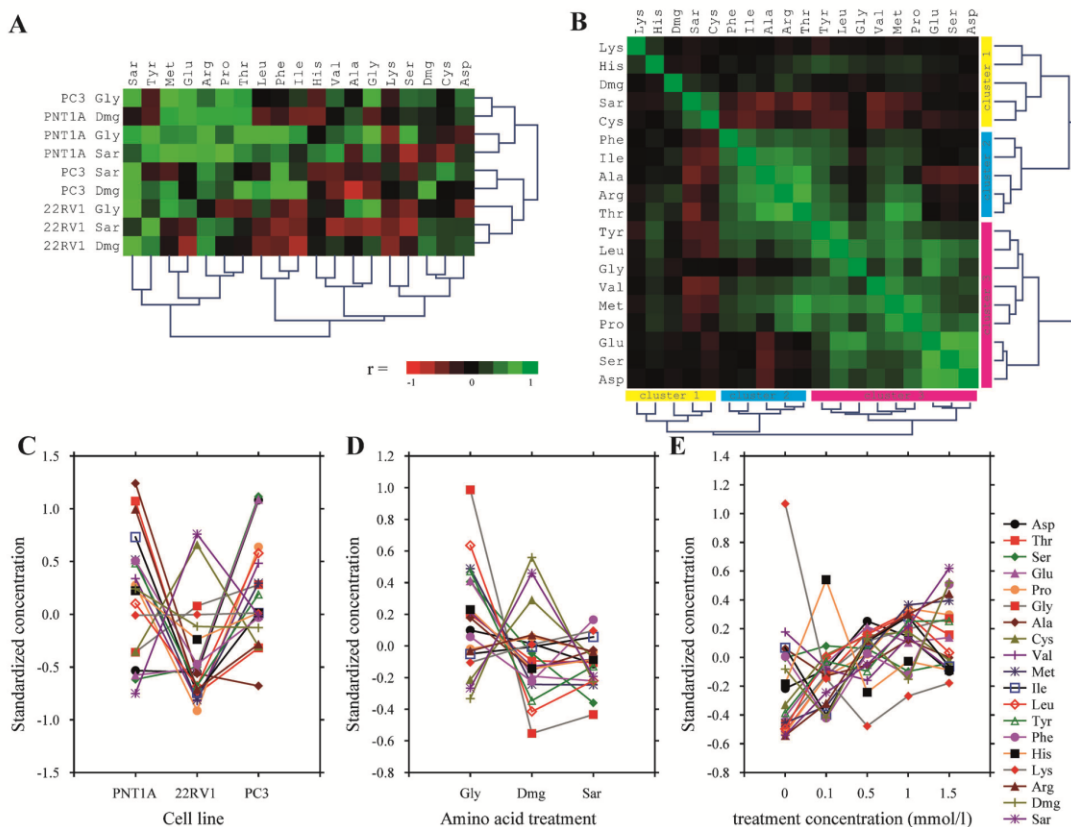 A
Sar Tyr Met Glu Arg Pro Thr Leu Phe Ile His Val Ala Gly Lys Ser Dmg Cys Asp
PC3 Gly
PNT1A Dmg
PNT1A Gly
PNT1A Sar
PC3 Sar
PC3 Dmg
22RV1 Gly
22RV1 Sar
22RV1 Dmg
r =
-1 0 1
B
Lys His Dmg Sar Cys Phe Ile Ala Arg Thr Tyr Leu Gly Val Met Pro Glu Ser Asp
Lys
His
Dmg
Sar
Cys
Phe
Ile
Ala
Arg
Thr
Tyr
Leu
Gly
Val
Met
Pro
Glu
Ser
Asp
cluster 1
cluster 1
C
Standardized concentration
1.5
1.0
0.5
0.0
-0.5
-1.0
-1.5
PNT1A 22RV1 PC3
Cell line
D
Standardized concentration
1.2
1.0
0.8
0.6
0.4
0.2
0.0
-0.2
-0.4
-0.6
-0.8
Gly Dmg Sar
Amino acid treatment
E
Standardized concentration
1.4
1.2
1.0
0.8
0.6
0.4
0.2
0.0
-0.2
-0.4
-0.6
-0.8
0 0.1 0.5 1 1.5
treatment concentration (mmol/l)
Asp
Thr
Ser
Glu
Pro
Gly
Ala
Cys
Val
Met
Ile
Leu
Tyr
Phe
His
Lys
Arg
Dmg
Sar